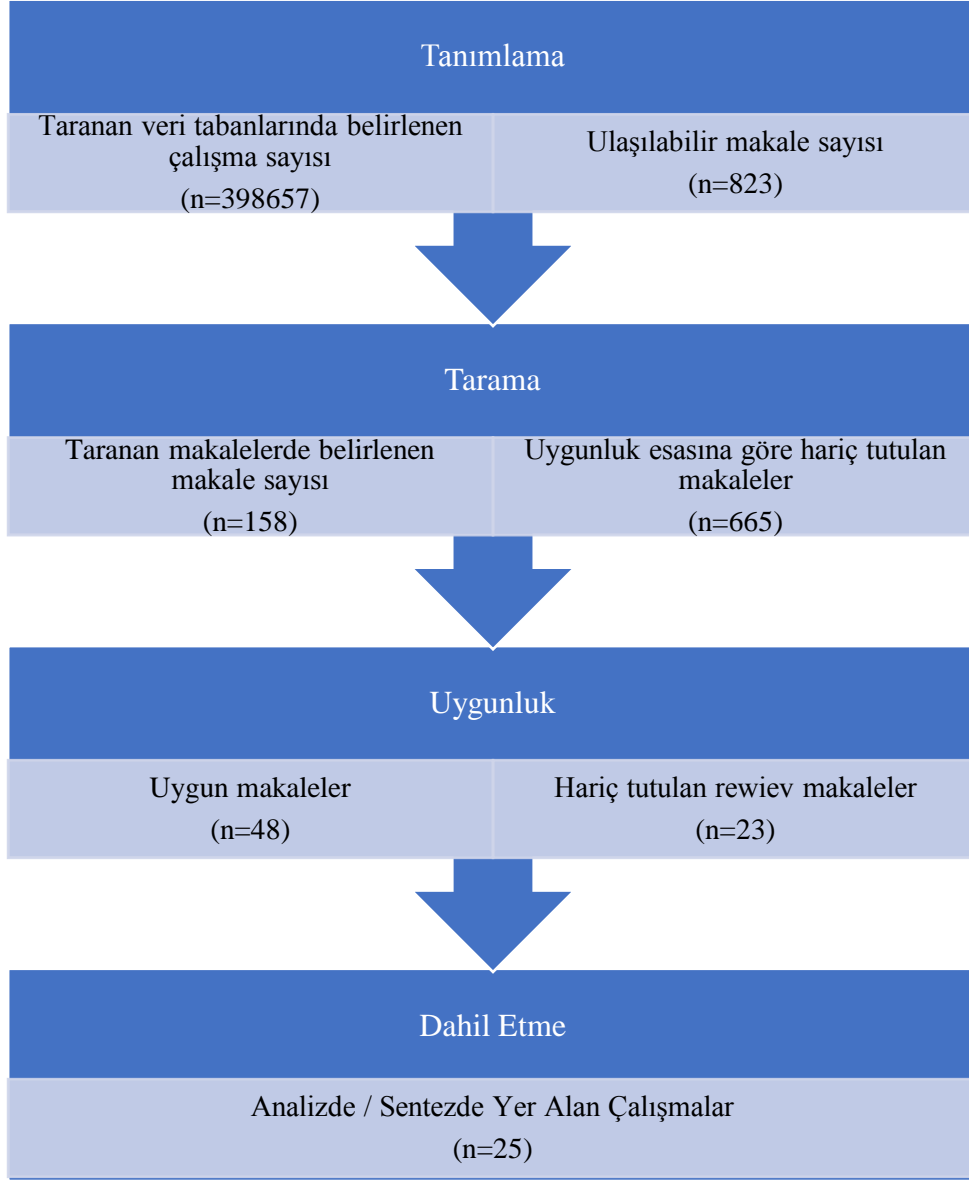 Tanımlama
Taranan veri tabanlarında belirlenen
çalışma sayısı
(n=398657)
Ulaşılabilir makale sayısı
(n=823)
Tarama
Taranan makalelerde belirlenen
makale sayısı
(n=158)
Uygunluk esasına göre hariç tutulan
makaleler
(n=665)
Uygunluk
Uygun makaleler
(n=48)
Hariç tutulan rewiev makaleler
(n=23)
Dahil Etme
Analizde / Sentezde Yer Alan Çalışmalar
(n=25)